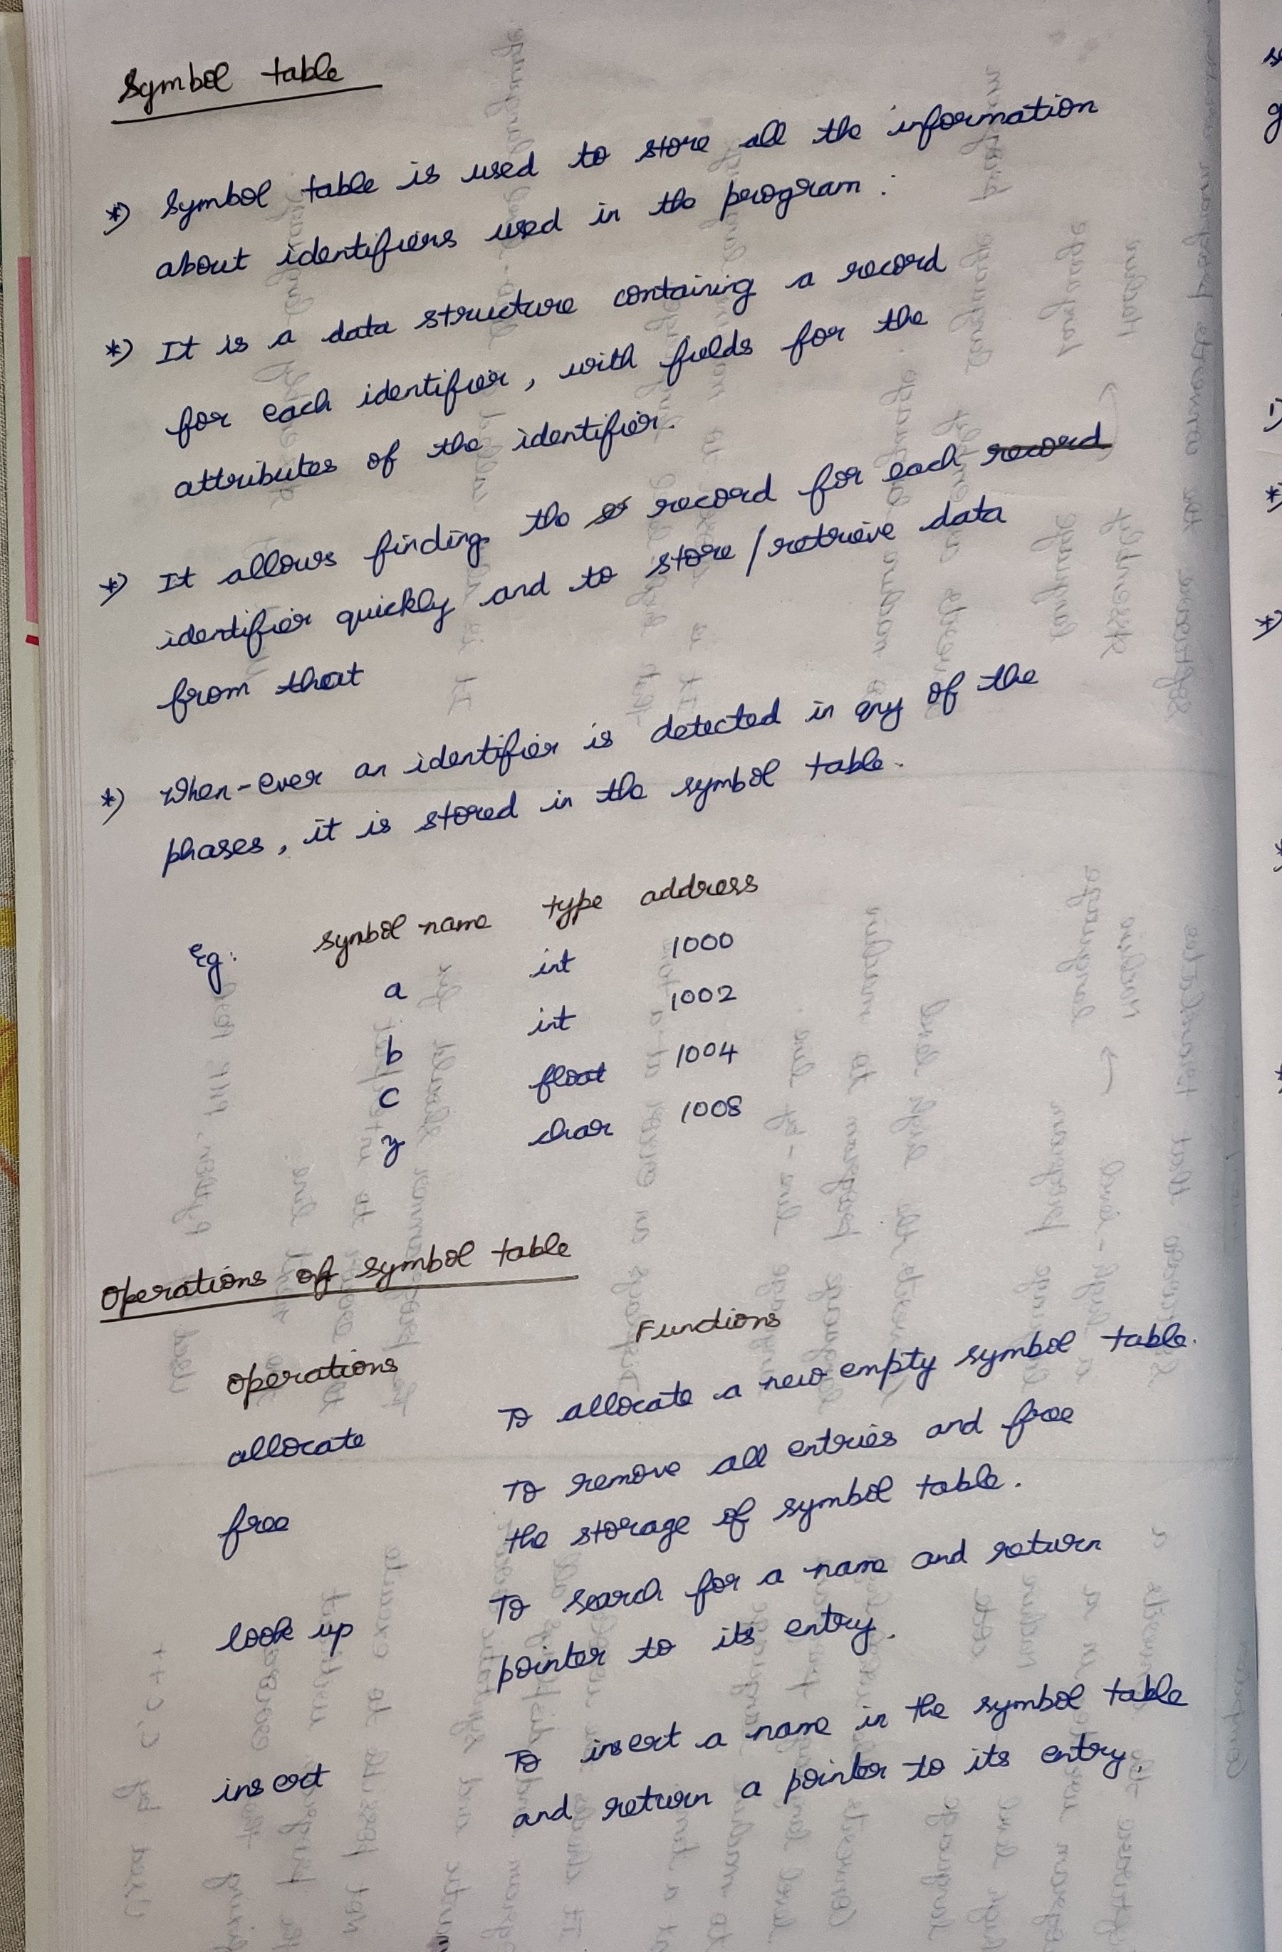 Symbol table
*) Symbol table is used to store all the information
about identifiers used in the program.
*) It is a data structure containing a record
for each identifier, with fields for the
attributes of the identifier.
*) It allows finding the record for each record
identifier quickly and to store / retrieve data
from that
*) When-ever an identifier is detected in any of the
phases, it is stored in the symbol table.
eg: symbol name type address
a int 1000
b int 1002
c float 1004
y char 1008
Operations of symbol table
Operations Functions
allocate To allocate a new empty symbol table.
free To remove all entries and free
the storage of symbol table.
look up To search for a name and return
pointer to its entry.
insert To insert a name in the symbol table
and return a pointer to its entry.